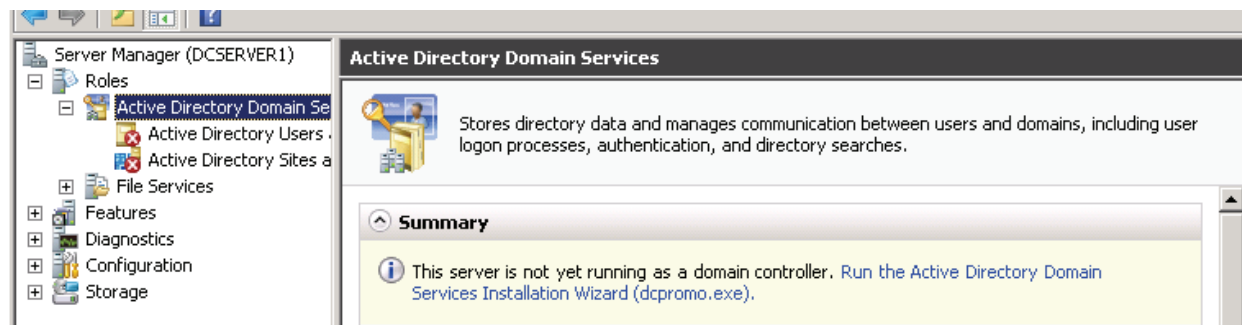 Server Manager (DCSERVER1)
Roles
Active Directory Domain Se
Active Directory Users
Active Directory Sites a
File Services
Features
Diagnostics
Configuration
Storage
Active Directory Domain Services
Stores directory data and manages communication between users and domains, including user
logon processes, authentication, and directory searches.
Summary
This server is not yet running as a domain controller. Run the Active Directory Domain
Services Installation Wizard (dcpromo.exe).